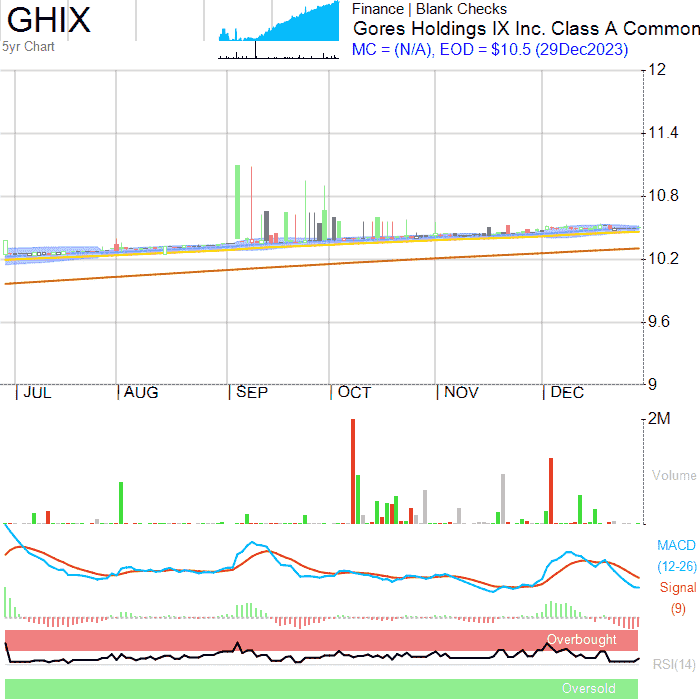 GHIX
5yr Chart
Finance | Blank Checks
Gores Holdings IX Inc. Class A Common
MC = (N/A), EOD = $10.5 (29Dec2023)
12
11.4
10.8
10.2
9.6
9
JUL AUG SEP OCT NOV DEC
2M
Volume
MACD
(12-26)
Signal
(9)
Overbought
RSI(14)
Oversold